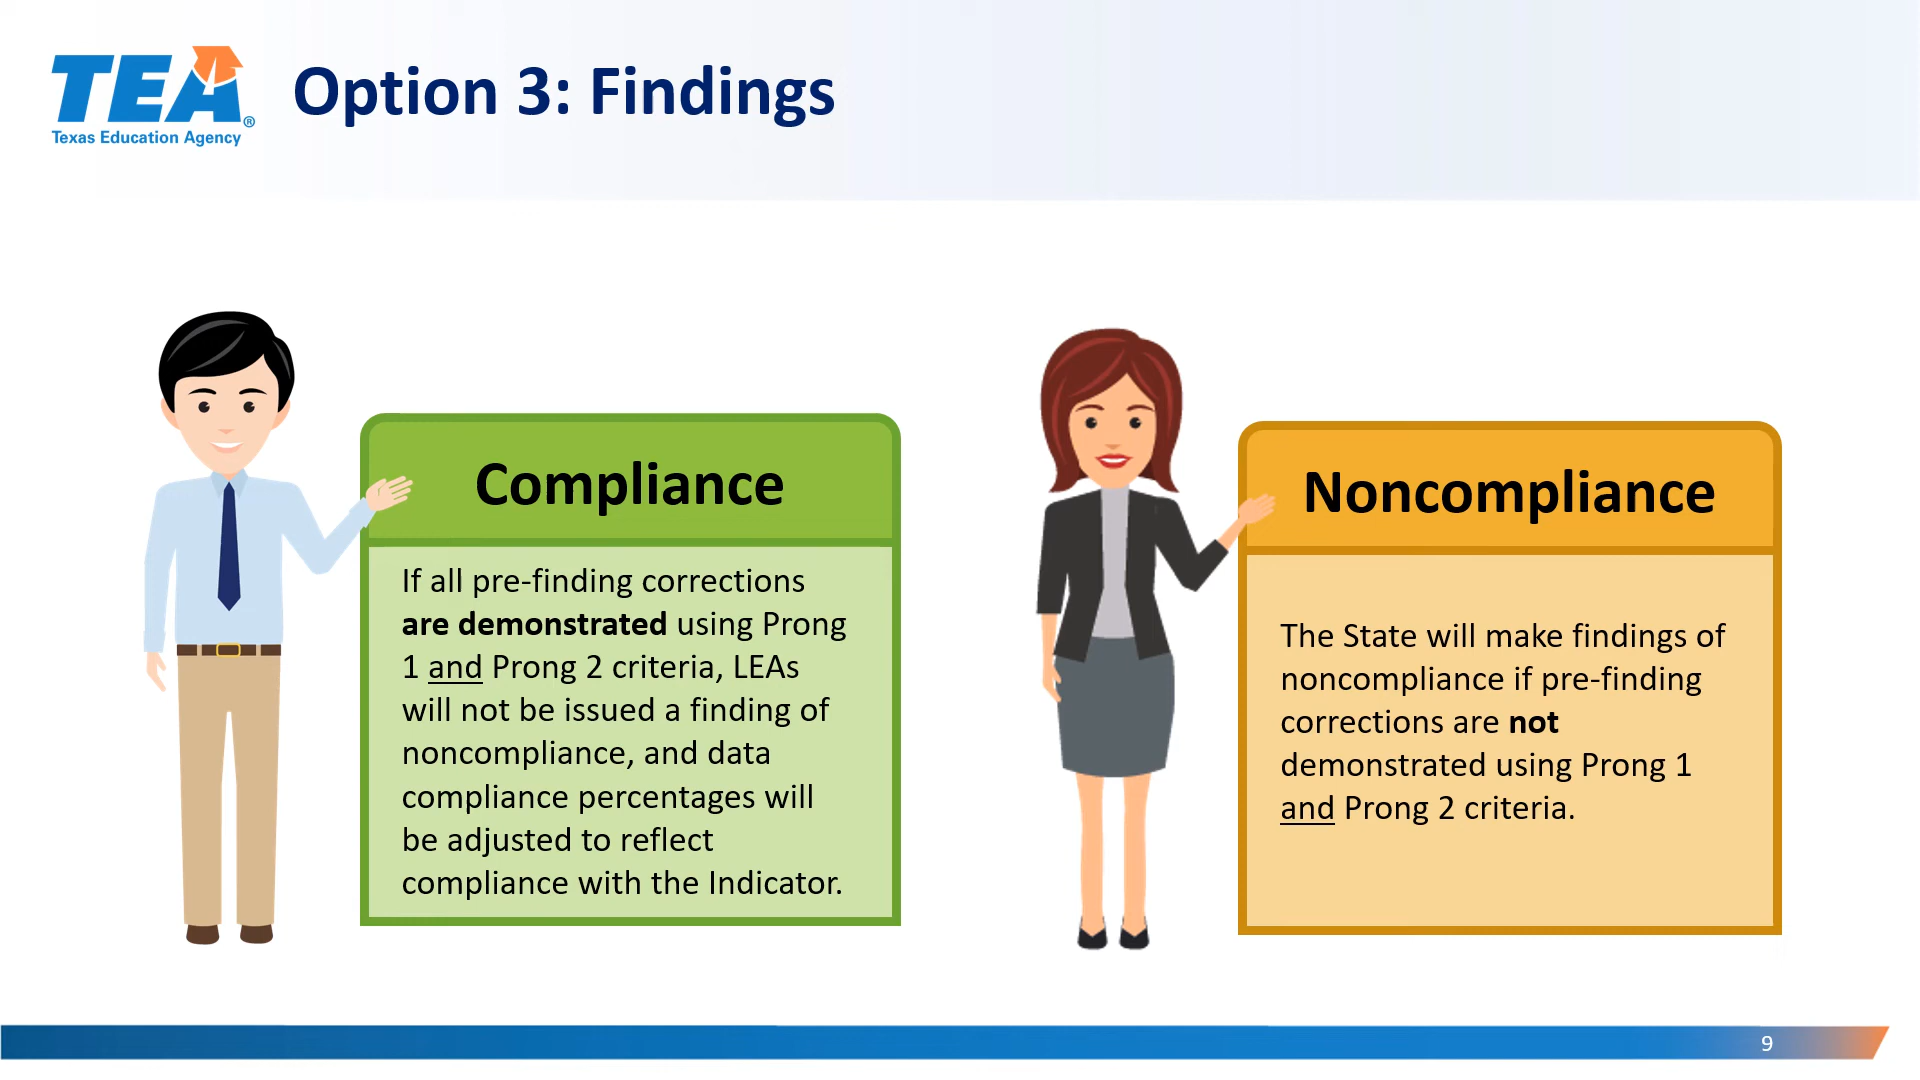 TEA®
Texas Education Agency
Option 3: Findings
Compliance
If all pre-finding corrections
are demonstrated using Prong
1 and Prong 2 criteria, LEAs
will not be issued a finding of
noncompliance, and data
compliance percentages will
be adjusted to reflect
compliance with the Indicator.
Noncompliance
The State will make findings of
noncompliance if pre-finding
corrections are not
demonstrated using Prong 1
and Prong 2 criteria.
9